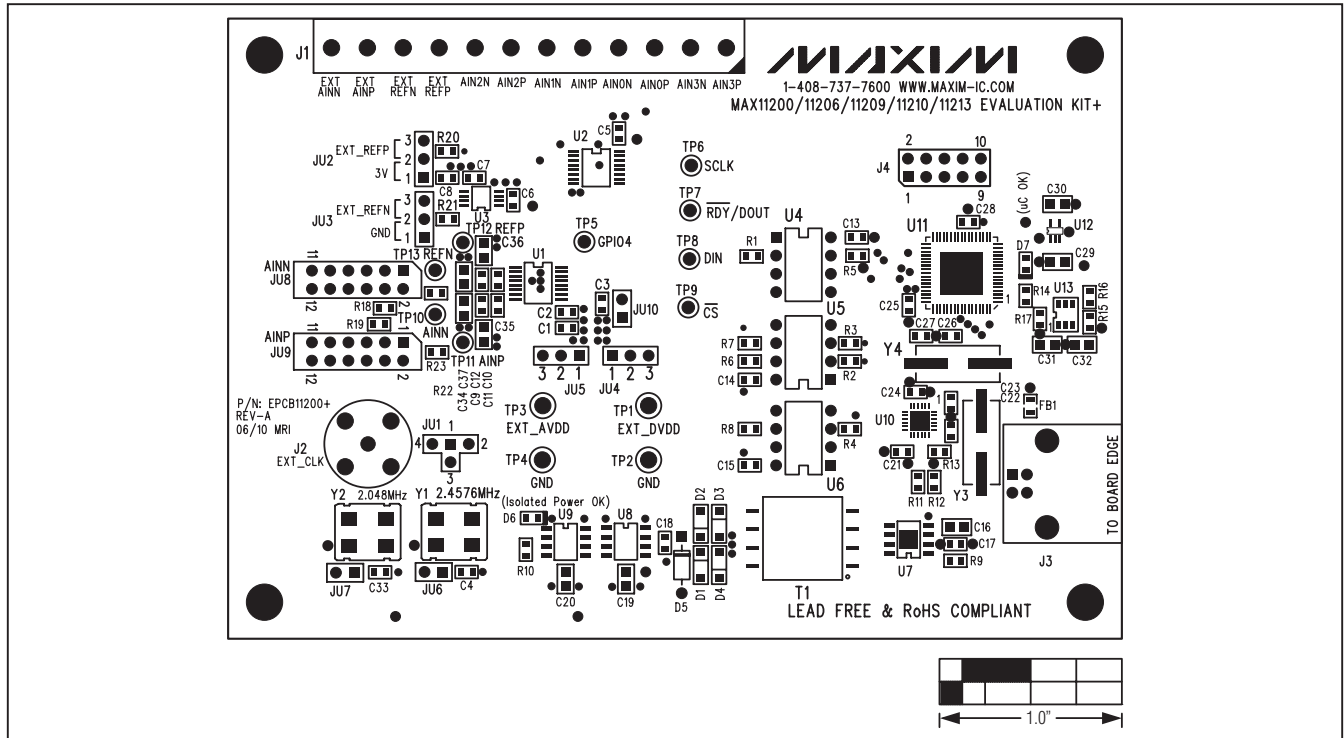 J1
EXT AINN
EXT AINP
EXT REFN
EXT REFP
AIN2N
AIN2P
AIN1N
AIN1P
AIN0N
AIN0P
AIN3N
AIN3P
MAXIM
1-408-737-7600 WWW.MAXIM-IC.COM
MAX11200/11206/11209/11210/11213 EVALUATION KIT+
JU2
EXT_REFP
3V
3
2
1
R20
C7
C8
U3
C6
U2
C5
TP6
SCLK
TP7
RDY/DOUT
TP8
DIN
TP9
CS
J4
2
10
1
9
JU3
EXT_REFN
GND
3
2
1
R21
TP12 REFP
C36
TP13 REFN
TP5
GPIO4
U1
U4
R1
C13
R5
U11
C28
(uC OK)
C30
U12
D7
C29
C25
1
R14
U13
R16
R15
R17
1
C27
C26
C31
C32
AINN
JU8
11
1
12
2
R18
R19
TP10
AINN
AINP
JU9
11
1
12
2
R23
TP11 AINP
C35
C3
JU10
C2
C1
3 2 1
JU5
1 2 3
JU4
U5
R7
R6
C14
R3
R2
Y4
C24
C23
C22
FB1
R22
C34 C37
C9 C12
C11 C10
P/N: EPCB11200+
REV-A
06/10 MRI
J2
EXT_CLK
JU1
1
4
2
3
TP3
EXT_AVDD
TP1
EXT_DVDD
TP4
GND
TP2
GND
R8
C15
R4
U6
U10
1
C21
R13
R11
R12
Y3
TO BOARD EDGE
J3
Y2 2.048MHz
Y1 2.4576MHz
(Isolated Power OK)
D6
U9
U8
R10
C20
C19
C18
D2
D3
D5
D1
D4
T1
U7
C16
C17
R9
JU7
C33
JU6
C4
LEAD FREE & RoHS COMPLIANT
1.0"